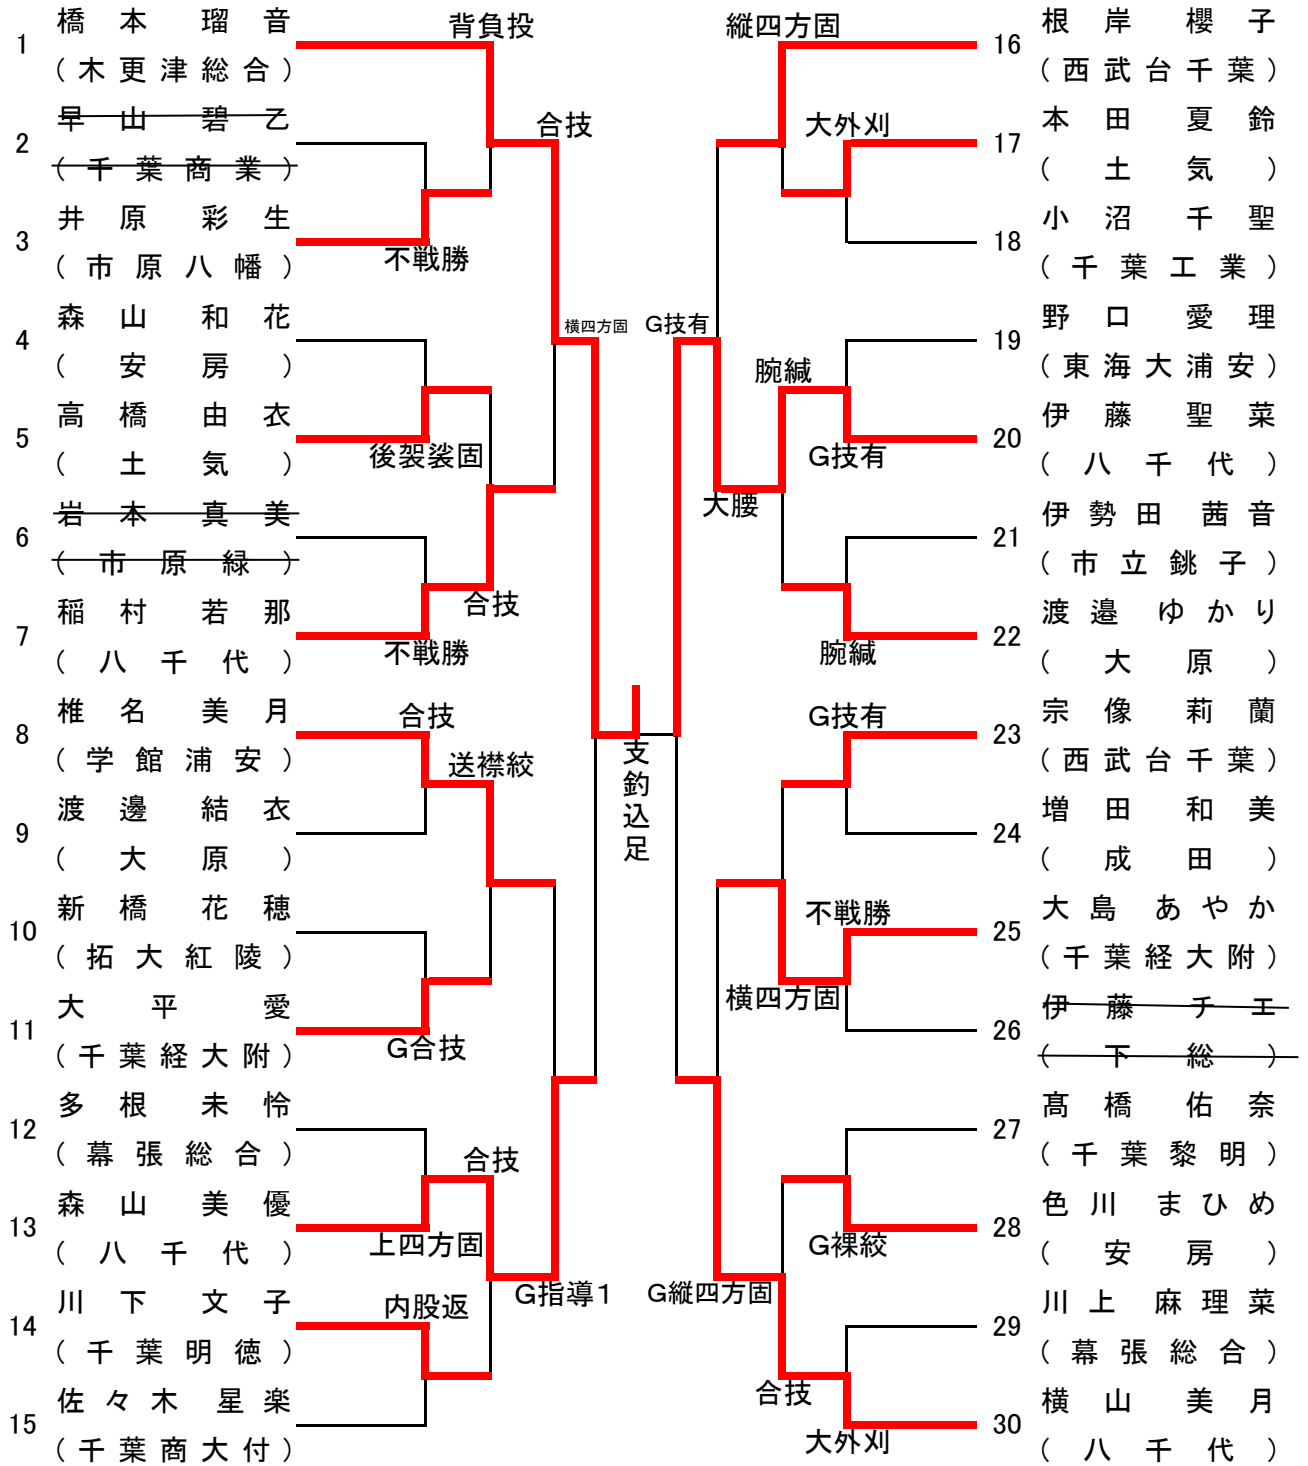 1 橋本 瑠音
(木更津総合)
2 早山 碧乙
(千葉商業)
3 井原 彩生
(市原八幡)
4 森山 和花
(安房)
5 高橋 由衣
(土気)
6 岩本 真美
(市原緑)
7 稲村 若那
(八千代)
8 椎名 美月
(学館浦安)
9 渡邊 結衣
(大原)
10 新橋 花穂
(拓大紅陵)
11 大平 愛
(千葉経大附)
12 多根 未怜
(幕張総合)
13 森山 美優
(八千代)
14 川下 文子
(千葉明徳)
15 佐々木 星楽
(千葉商大付)
背負投
合技
不戦勝
横四方固
後袈裟固
合技
不戦勝
合技
送襟絞
G合技
合技
上四方固
G指導1
内股返
支釣込足
縦四方固
大外刈
G技有
腕緘
G技有
大腰
腕緘
G技有
不戦勝
横四方固
G裸絞
G縦四方固
合技
大外刈
16 根岸 櫻子
(西武台千葉)
17 本田 夏鈴
(土気)
18 小沼 千聖
(千葉工業)
19 野口 愛理
(東海大浦安)
20 伊藤 聖菜
(八千代)
21 伊勢田 茜音
(市立銚子)
22 渡邉 ゆかり
(大原)
23 宗像 莉蘭
(西武台千葉)
24 増田 和美
(成田)
25 大島 あやか
(千葉経大附)
26 伊藤 チエ
(下総)
27 髙橋 佑奈
(千葉黎明)
28 色川 まひめ
(安房)
29 川上 麻理菜
(幕張総合)
30 横山 美月
(八千代)